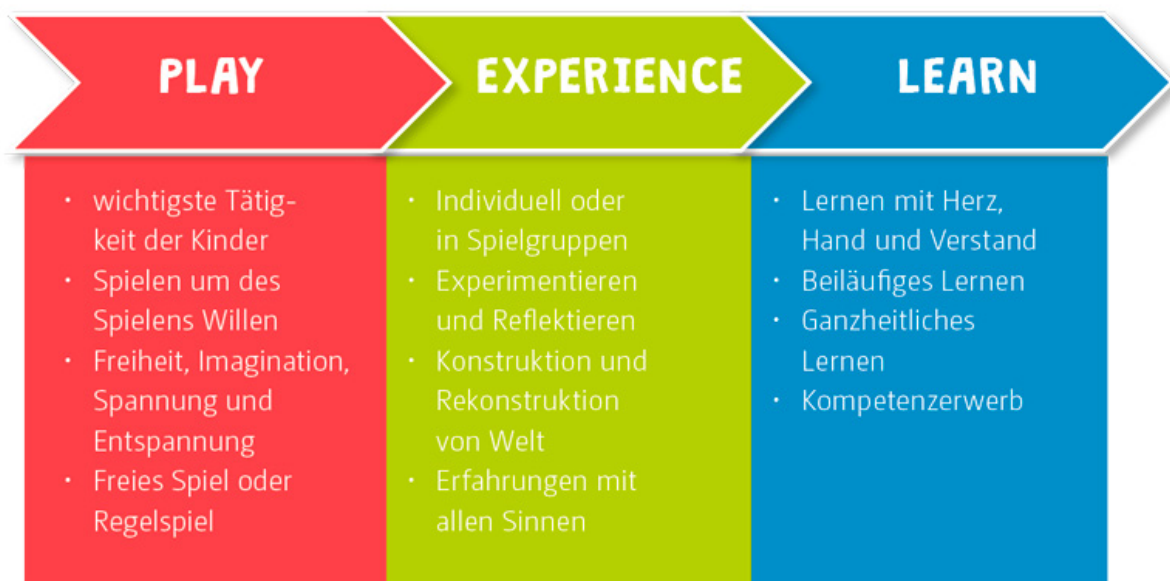 PLAY
• wichtigste Tätig-
keit der Kinder
• Spielen um des
Spielens Willen
• Freiheit, Imagination,
Spannung und
Entspannung
• Freies Spiel oder
Regelspiel
EXPERIENCE
• Individuell oder
in Spielgruppen
• Experimentieren
und Reflektieren
• Konstruktion und
Rekonstruktion
von Welt
• Erfahrungen mit
allen Sinnen
LEARN
• Lernen mit Herz,
Hand und Verstand
• Beiläufiges Lernen
• Ganzheitliches
Lernen
• Kompetenzerwerb